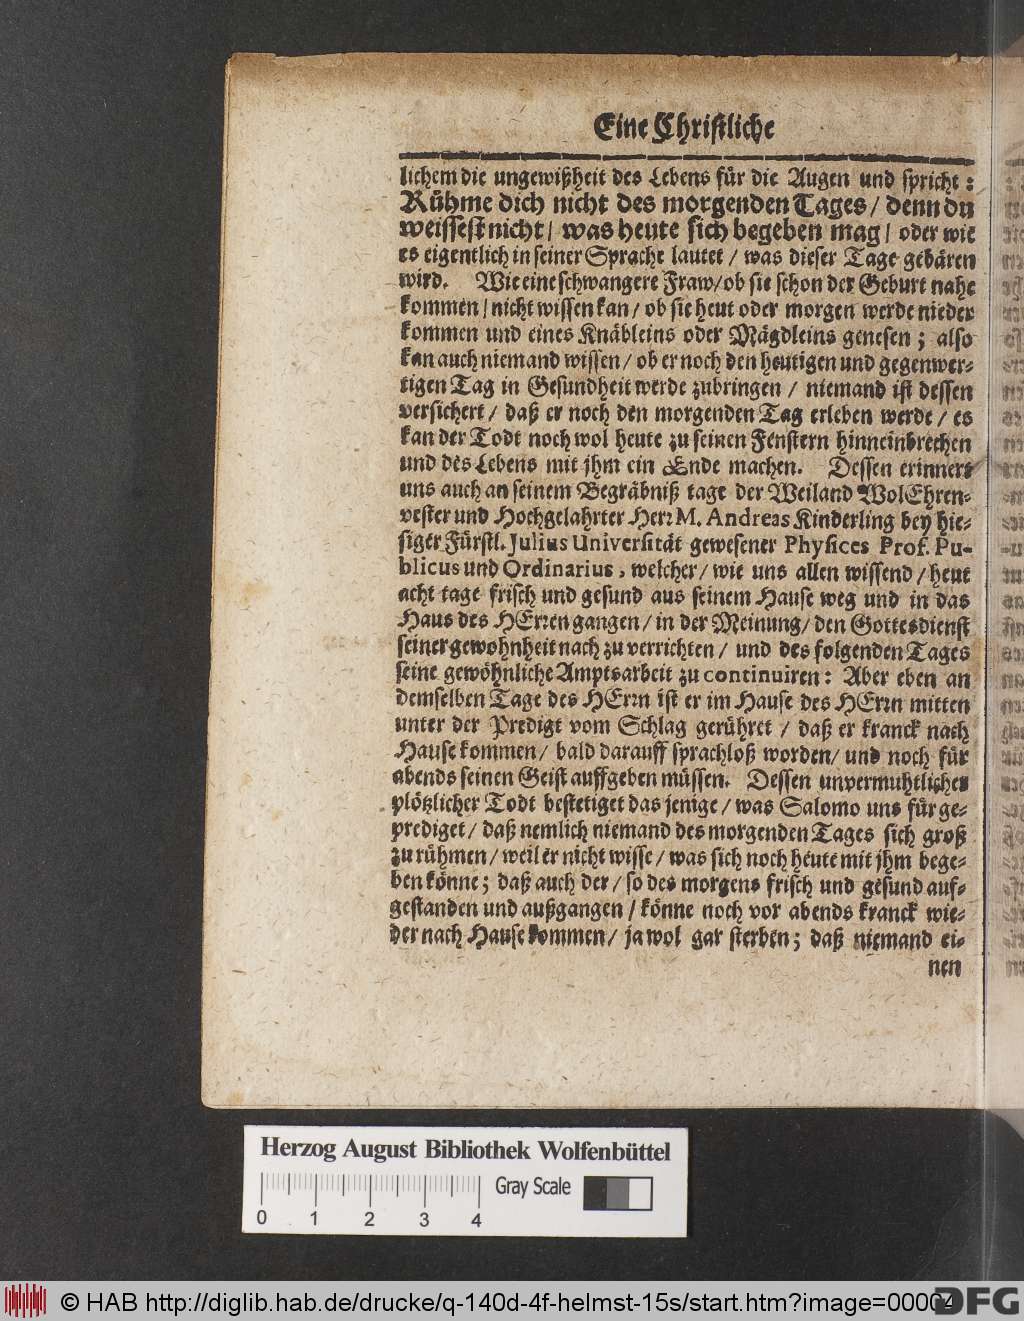 Eine Christliche
lichem die ungewißheit des Lebens für die Augen und spricht:
Rühme dich nicht des morgenden Tages / denn du
weissest nicht / was heute sich begeben mag / oder wie
es eigentlich in seiner Sprache lautet / was dieser Tage gebären
wird. Wie eine schwangere Fraw / ob sie schon der Geburt nahe
kommen / nicht wissen kan / ob sie heut oder morgen werde nieder
kommen und eines Knäbleins oder Mägdleins genesen; also
kan auch niemand wissen / ob er noch den heutigen und gegenwer-
tigen Tag in Gesundheit werde zubringen / niemand ist dessen
versichert / daß er noch den morgenden Tag erleben werde / es
kan der Todt noch wol heute zu seinen Fenstern hinneinbrechen
und des Lebens mit jhm ein Ende machen. Dessen erinnert
uns auch an seinem Begräbniß tage der Weiland WolEhren-
vester und Hochgelahrter Herr M. Andreas Kinderling bey hie-
siger Fürstl. Julius Universität gewesener Physices Prof. Pu-
blicus und Ordinarius, welcher / wie uns allen wissend / heut
acht tage frisch und gesund aus seinem Hause weg und in das
Haus des HErren gangen / in der Meinung / den Gottesdienst
seiner gewohnheit nach zu verrichten / und des folgenden Tages
seine gewöhnliche Amptsarbeit zu continuiren: Aber eben an
demselben Tage des HErrn ist er im Hause des HErrn mitten
unter der Predigt vom Schlag gerühret / daß er kranck nach
Hause kommen / bald darauff sprachloß worden / und noch für
abends seinen Geist auffgeben müssen. Dessen unvermuhtlicher
plötzlicher Todt bestetiget das jenige / was Salomo uns fürge-
prediget / daß nemlich niemand des morgenden Tages sich groß
zu rühmen / weil er nicht wisse / was sich noch heute mit jhm bege-
ben könne; daß auch der / so des morgens frisch und gesund auf-
gestanden und außgangen / könne noch vor abends kranck wie-
der nach Hause kommen / ja wol gar sterben; daß niemand ei-
nen
Herzog August Bibliothek Wolfenbüttel
Gray Scale
0 1 2 3 4
© HAB http://diglib.hab.de/drucke/q-140d-4f-helmst-15s/start.htm?image=00004
DFG